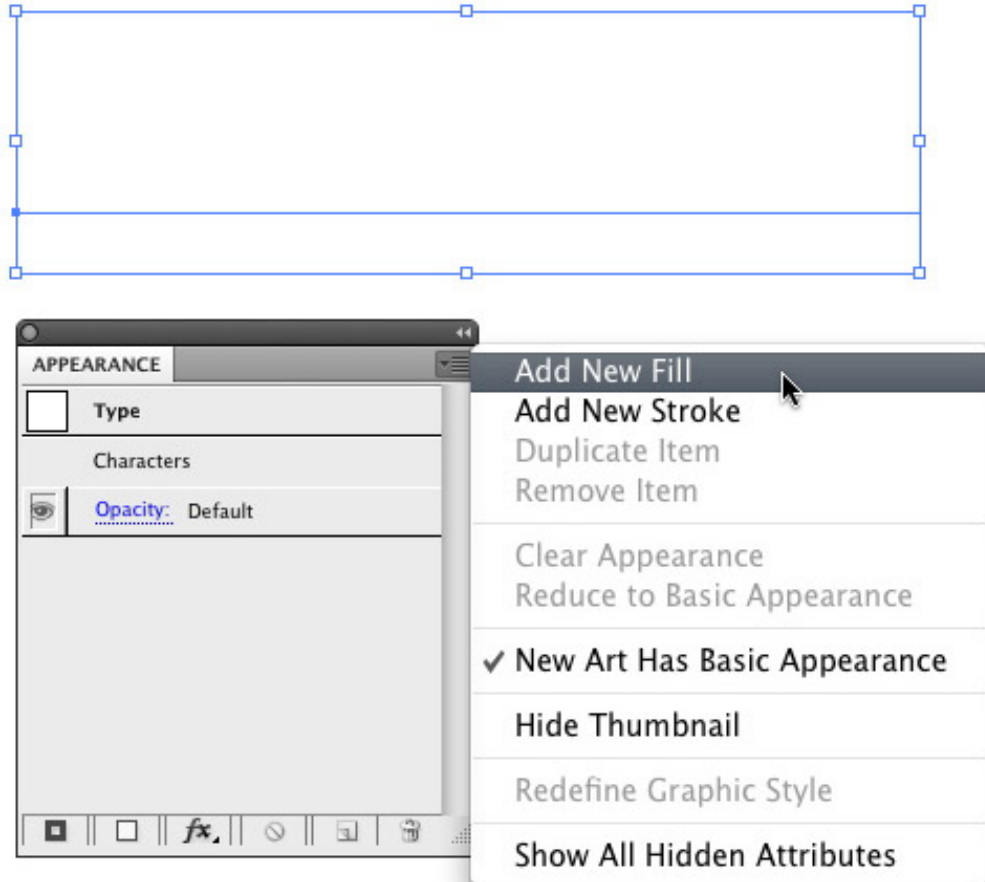 APPEARANCE
Type
Characters
Opacity: Default
fx
Add New Fill
Add New Stroke
Duplicate Item
Remove Item
Clear Appearance
Reduce to Basic Appearance
✓ New Art Has Basic Appearance
Hide Thumbnail
Redefine Graphic Style
Show All Hidden Attributes